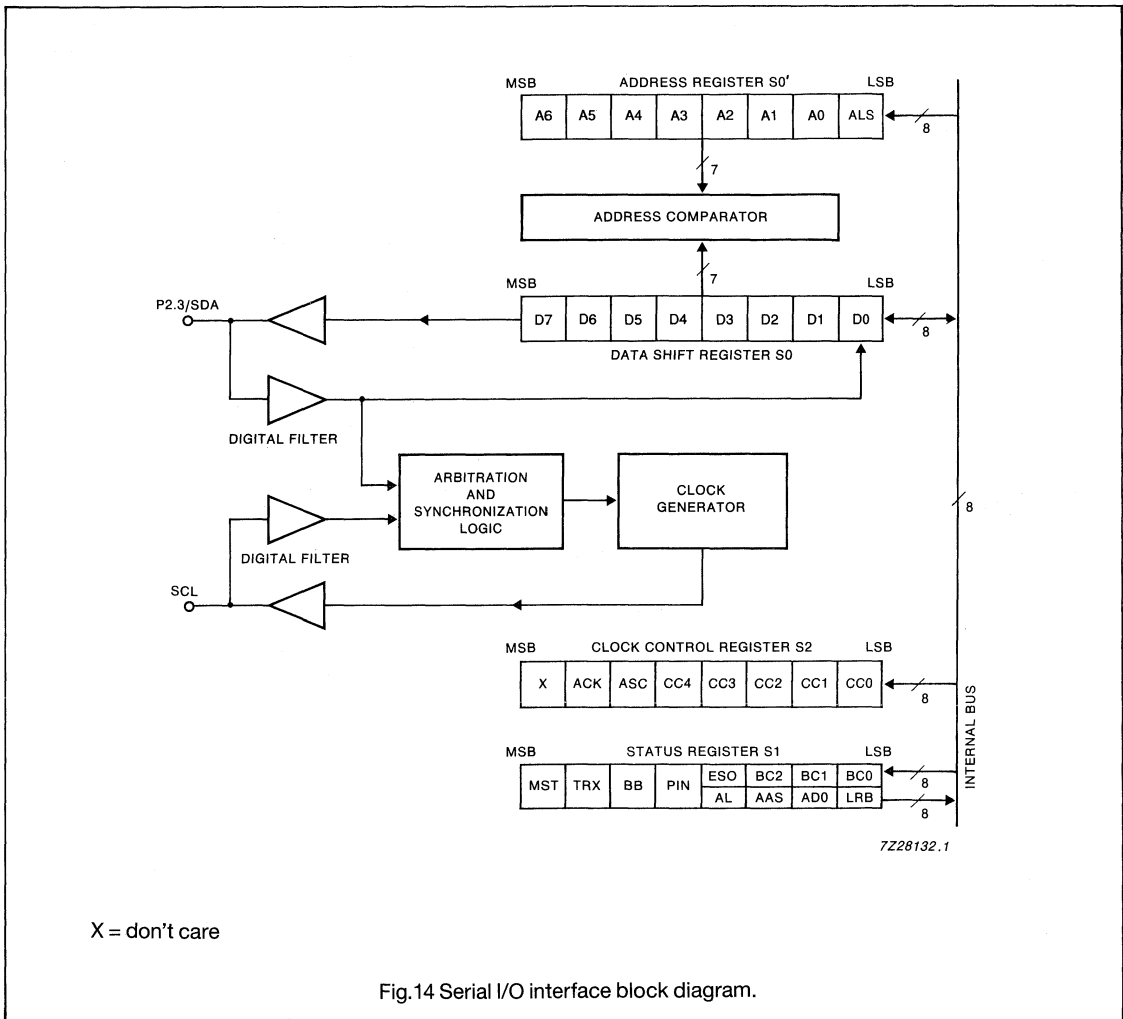 MSB ADDRESS REGISTER S0' LSB
A6 A5 A4 A3 A2 A1 A0 ALS
8
7
ADDRESS COMPARATOR
7
MSB LSB
P2.3/SDA
D7 D6 D5 D4 D3 D2 D1 D0
8
DATA SHIFT REGISTER S0
DIGITAL FILTER
ARBITRATION
AND
SYNCHRONIZATION
LOGIC
CLOCK
GENERATOR
8
DIGITAL FILTER
SCL
MSB CLOCK CONTROL REGISTER S2 LSB
X ACK ASC CC4 CC3 CC2 CC1 CC0
8
INTERNAL BUS
MSB STATUS REGISTER S1 LSB
MST TRX BB PIN
ESO BC2 BC1 BC0
8
AL AAS AD0 LRB
8
7Z28132.1
X = don't care
Fig.14 Serial I/O interface block diagram.